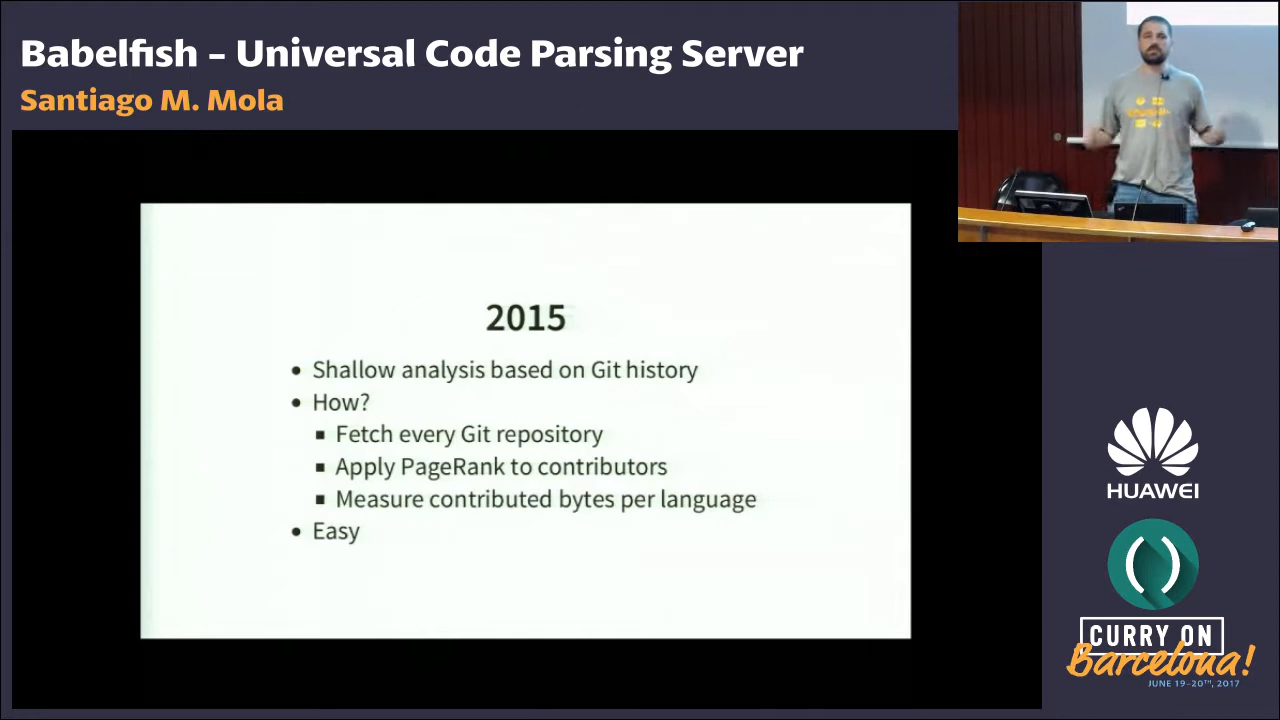 Babelfish – Universal Code Parsing Server
Santiago M. Mola
2015
• Shallow analysis based on Git history
• How?
▪ Fetch every Git repository
▪ Apply PageRank to contributors
▪ Measure contributed bytes per language
• Easy
HUAWEI
CURRY ON
Barcelona!
JUNE 19-20TH, 2017